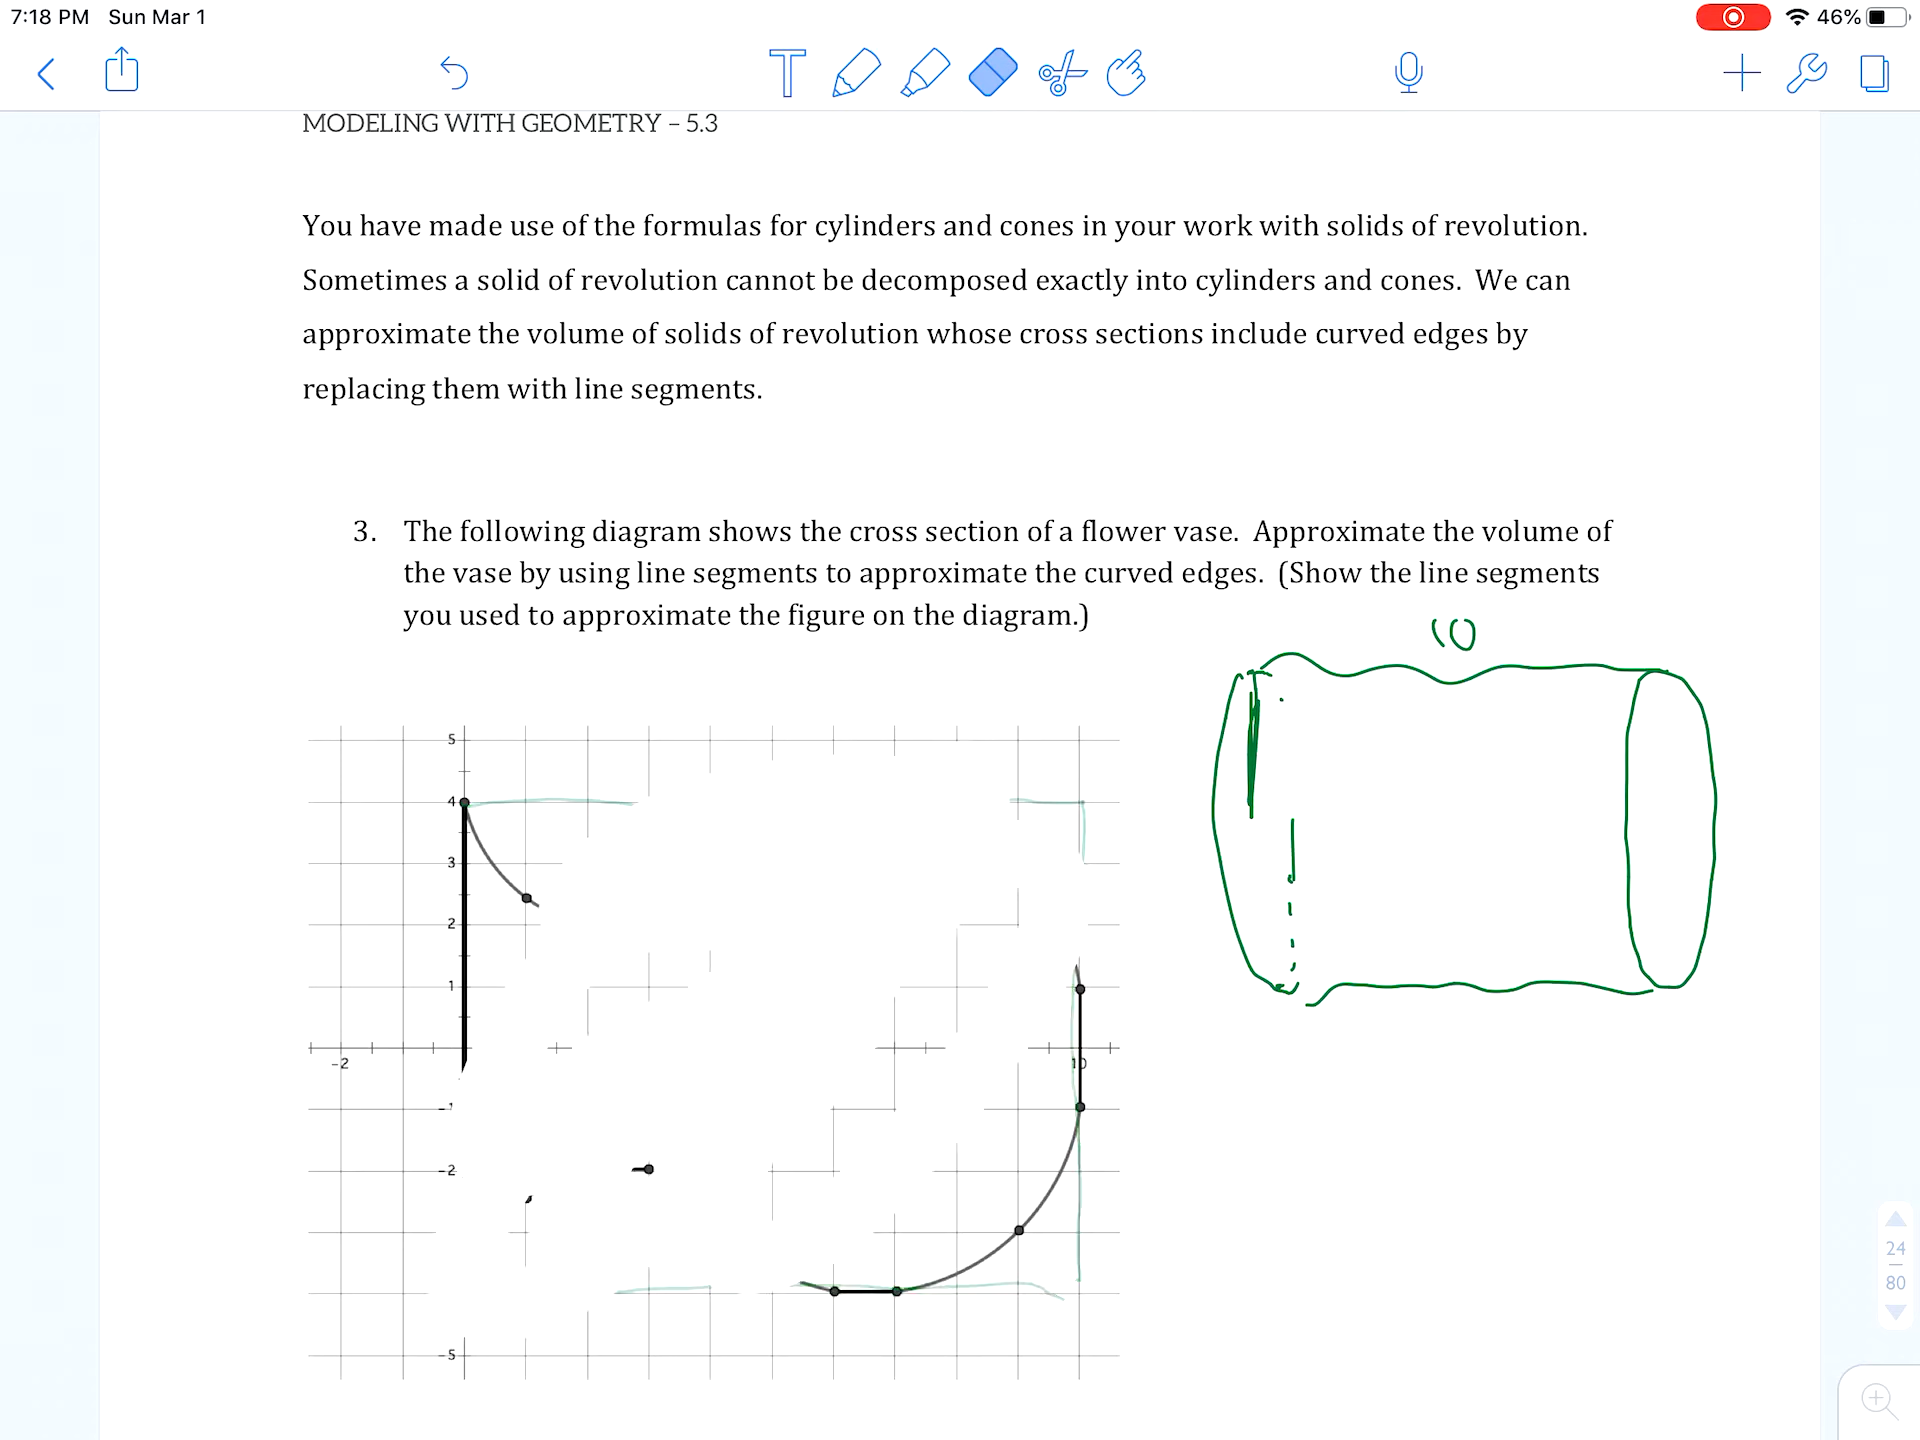 7:18 PM Sun Mar 1
46%
T
MODELING WITH GEOMETRY – 5.3
You have made use of the formulas for cylinders and cones in your work with solids of revolution.
Sometimes a solid of revolution cannot be decomposed exactly into cylinders and cones. We can
approximate the volume of solids of revolution whose cross sections include curved edges by
replacing them with line segments.
3. The following diagram shows the cross section of a flower vase. Approximate the volume of
the vase by using line segments to approximate the curved edges. (Show the line segments
you used to approximate the figure on the diagram.)
10
5
4
3
2
1
-2
10
-1
-2
-5
24
80